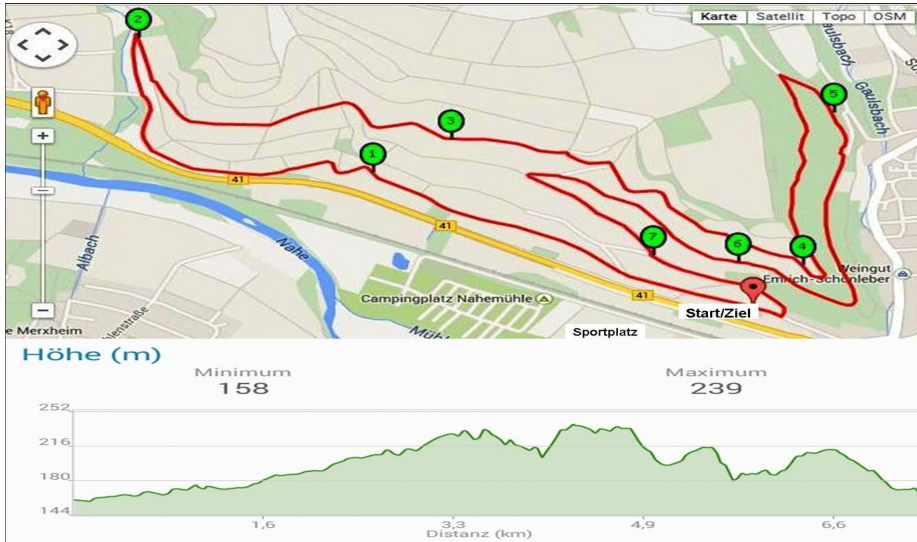 Karte Satellit Topo OSM
2
5
Gaulsbach
3
1
41
41
Albach
Nahe
7
6
4
Weingut
Emrich-Schönleber
Campingplatz Nahemühle
41
Start/Ziel
Sportplatz
e Merxheim
Höhe (m)
Minimum
158
Maximum
239
252
216
180
144
1,6
3,3
4,9
6,6
Distanz (km)